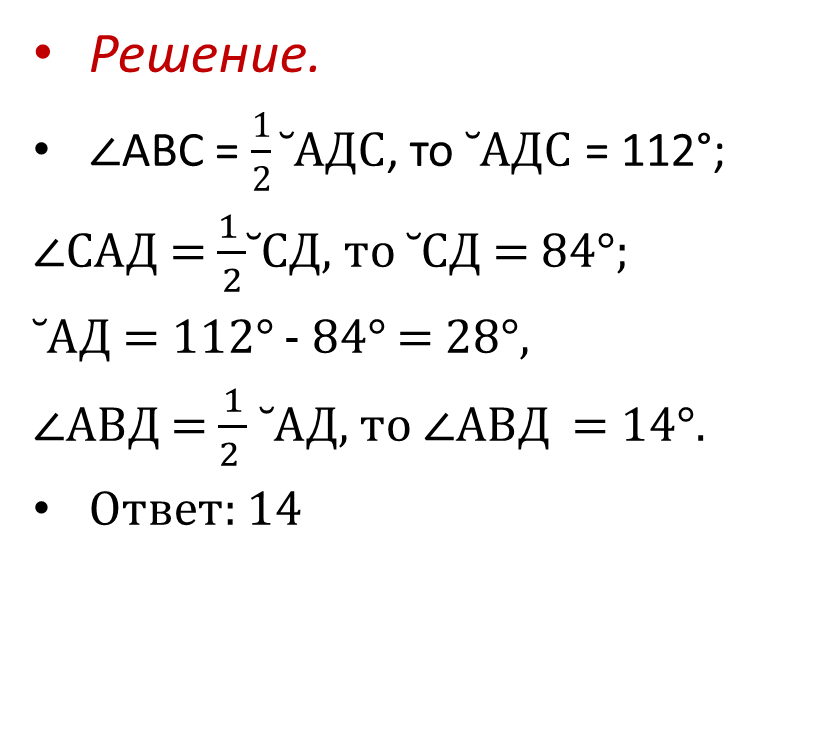 • Решение.
• ∠АВС = 1/2 ˘АДС, то ˘АДС = 112°;
∠САД = 1/2 ˘СД, то ˘СД = 84°;
˘АД = 112° - 84° = 28°,
∠АВД = 1/2 ˘АД, то ∠АВД = 14°.
• Ответ: 14